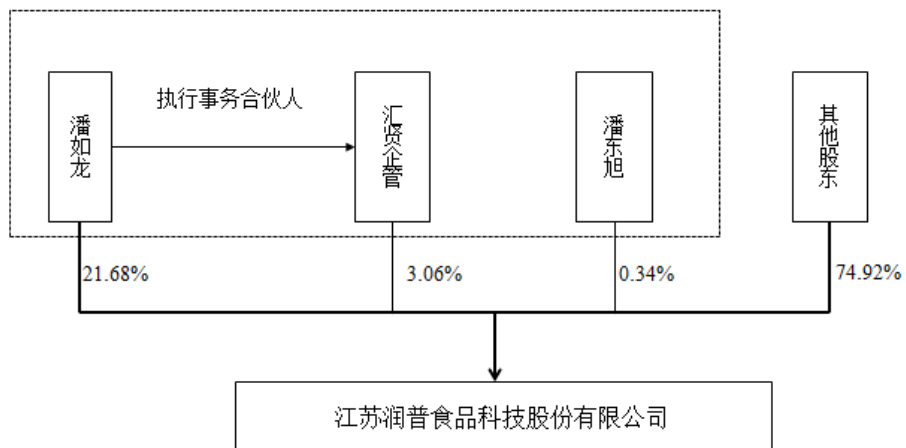 执行事务合伙人
潘如龙
汇贤企管
潘东旭
其他股东
21.68%
3.06%
0.34%
74.92%
江苏润普食品科技股份有限公司